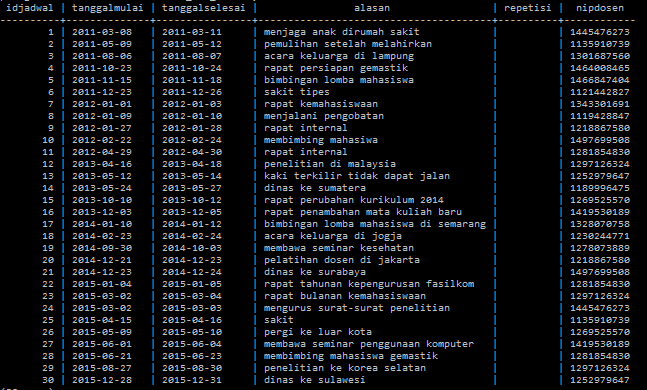 idjadwal | tanggalmulai | tanggalselesai | alasan | repetisi | nipdosen
1 | 2011-03-08 | 2011-03-11 | menjaga anak dirumah sakit | | 1445476273
2 | 2011-05-09 | 2011-05-12 | pemulihan setelah melahirkan | | 1135910739
3 | 2011-08-06 | 2011-08-07 | acara keluarga di lampung | | 1301687560
4 | 2011-10-23 | 2011-10-24 | rapat persiapan gemastik | | 1464008465
5 | 2011-11-15 | 2011-11-18 | bimbingan lomba mahasiswa | | 1466847404
6 | 2011-12-23 | 2011-12-26 | sakit tipes | | 1121442827
7 | 2012-01-01 | 2012-01-03 | rapat kemahasiswaan | | 1343301691
8 | 2012-01-09 | 2012-01-10 | menjalani pengobatan | | 1119428847
9 | 2012-01-27 | 2012-01-28 | rapat internal | | 1218867580
10 | 2012-02-22 | 2012-02-24 | membimbing mahasiwa | | 1497699508
11 | 2012-04-29 | 2012-04-30 | rapat internal | | 1281854830
12 | 2013-04-16 | 2013-04-18 | penelitian di malaysia | | 1297126324
13 | 2013-05-12 | 2013-05-14 | kaki terkilir tidak dapat jalan | | 1252979647
14 | 2013-05-24 | 2013-05-27 | dinas ke sumatera | | 1189996475
15 | 2013-10-10 | 2013-10-12 | rapat perubahan kurikulum 2014 | | 1269525570
16 | 2013-12-03 | 2013-12-05 | rapat penambahan mata kuliah baru | | 1419530189
17 | 2014-01-10 | 2014-01-12 | bimbingan lomba mahasiswa di semarang | | 1328070758
18 | 2014-02-23 | 2014-02-24 | acara keluarga di jogja | | 1230244771
19 | 2014-09-30 | 2014-10-03 | membawa seminar kesehatan | | 1278073889
20 | 2014-12-21 | 2014-12-23 | pelatihan dosen di jakarta | | 1218867580
21 | 2014-12-23 | 2014-12-24 | dinas ke surabaya | | 1497699508
22 | 2015-01-04 | 2015-01-05 | rapat tahunan kepengurusan fasilkom | | 1281854830
23 | 2015-03-02 | 2015-03-04 | rapat bulanan kemahasiswaan | | 1297126324
24 | 2015-03-02 | 2015-03-03 | mengurus surat-surat penelitian | | 1445476273
25 | 2015-04-15 | 2015-04-16 | sakit | | 1135910739
26 | 2015-05-09 | 2015-05-10 | pergi ke luar kota | | 1269525570
27 | 2015-06-01 | 2015-06-04 | membawa seminar penggunaan komputer | | 1419530189
28 | 2015-06-21 | 2015-06-23 | membimbing mahasiswa gemastik | | 1281854830
29 | 2015-08-27 | 2015-08-30 | penelitian ke korea selatan | | 1297126324
30 | 2015-12-28 | 2015-12-31 | dinas ke sulawesi | | 1252979647